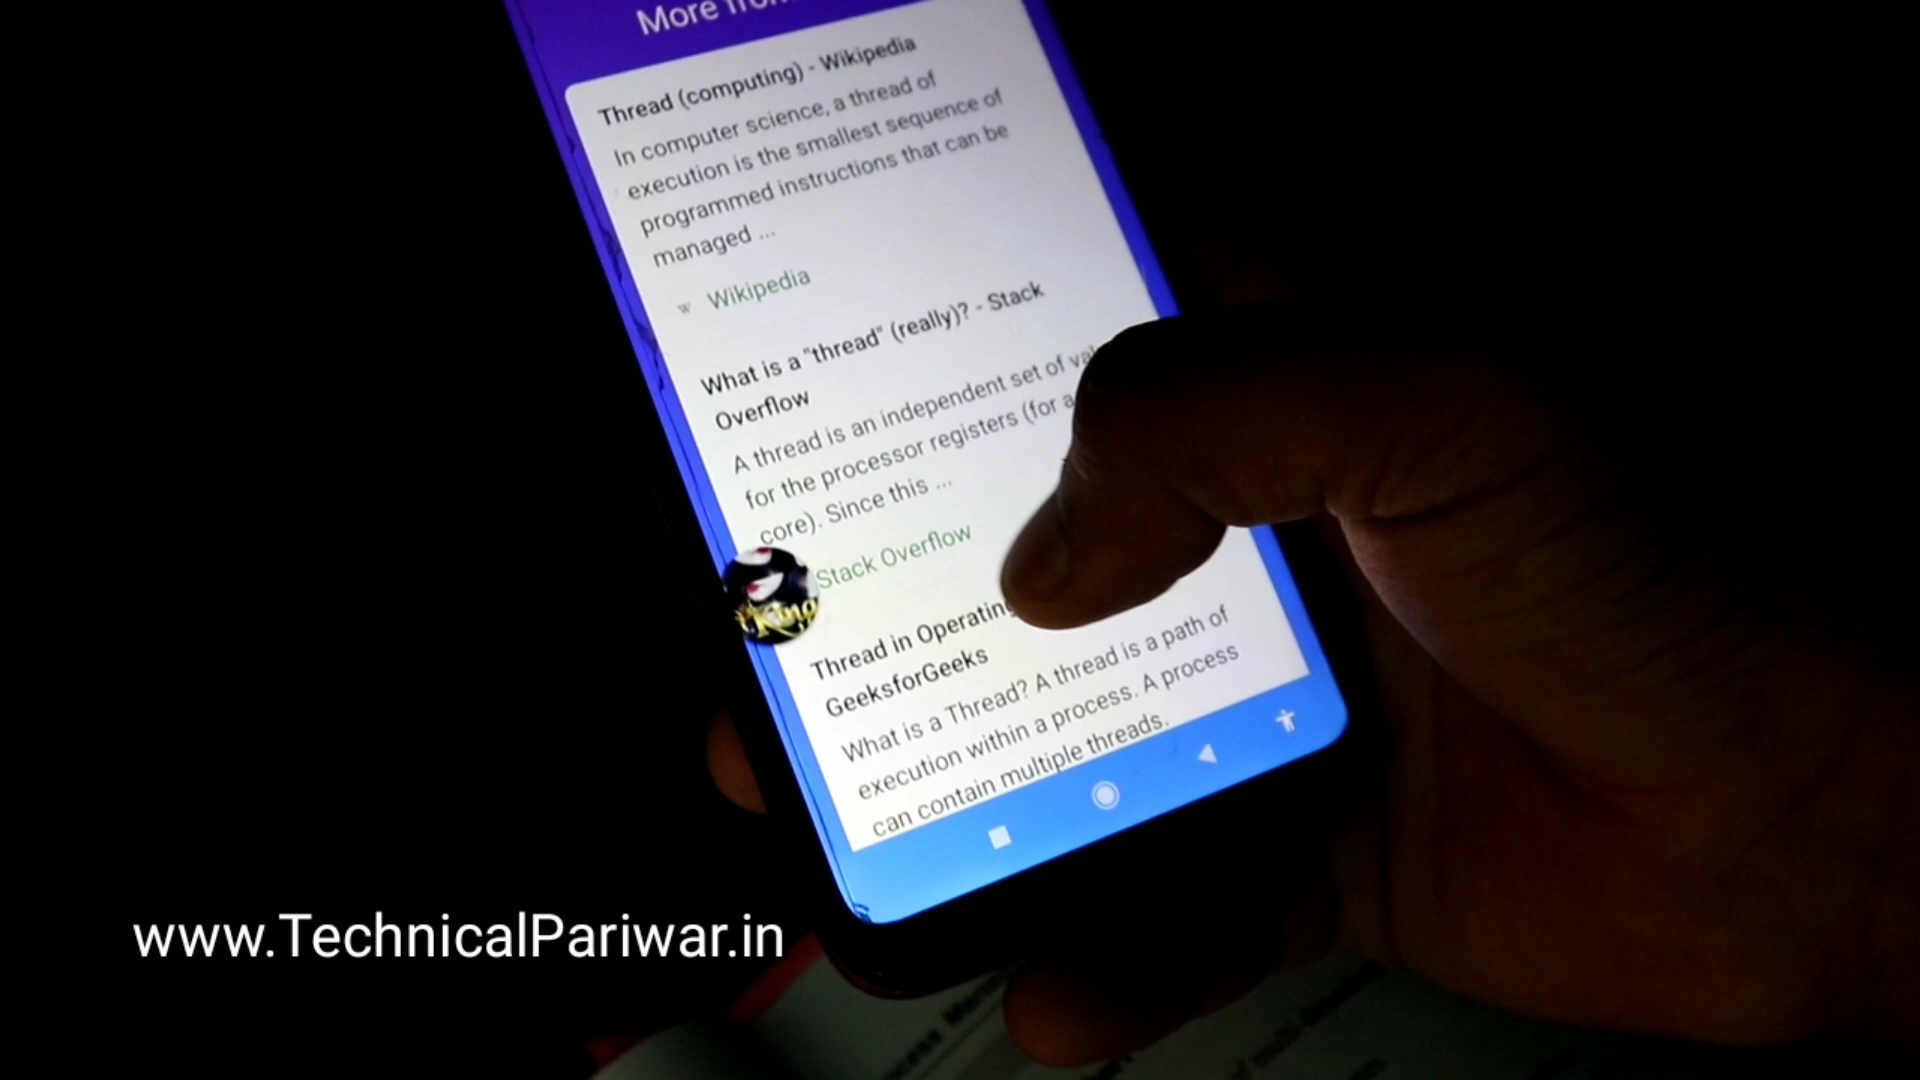 More from
Thread (computing) - Wikipedia
In computer science, a thread of
execution is the smallest sequence of
programmed instructions that can be
managed ...
W Wikipedia
What is a "thread" (really)? - Stack
Overflow
A thread is an independent set of
for the processor registers (for a
core). Since this ...
Stack Overflow
King
Thread in Operating
GeeksforGeeks
What is a Thread? A thread is a path of
execution within a process. A process
can contain multiple threads.
www.TechnicalPariwar.in